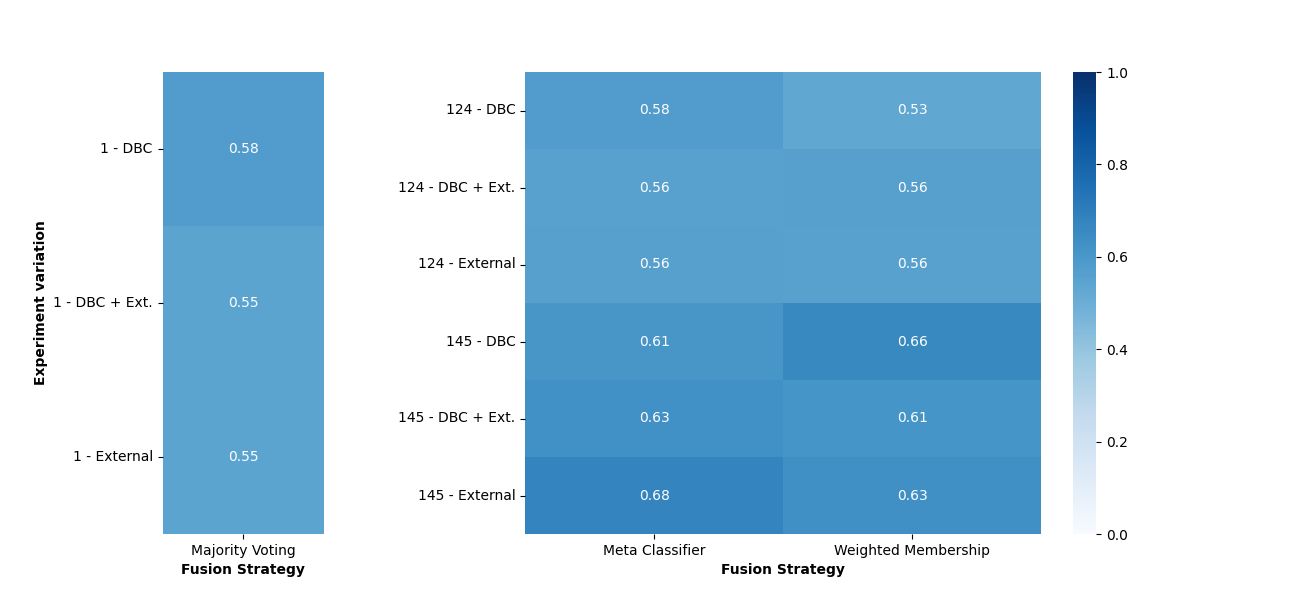 Experiment variation
1 - DBC
0.58
1 - DBC + Ext.
0.55
1 - External
0.55
Majority Voting
Fusion Strategy
124 - DBC
0.58 0.53
124 - DBC + Ext.
0.56 0.56
124 - External
0.56 0.56
145 - DBC
0.61 0.66
145 - DBC + Ext.
0.63 0.61
145 - External
0.68 0.63
Meta Classifier Weighted Membership
Fusion Strategy
1.0
0.8
0.6
0.4
0.2
0.0